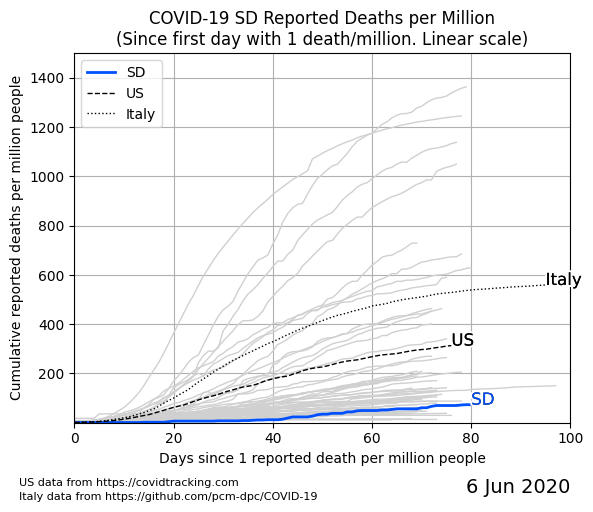 COVID-19 SD Reported Deaths per Million
(Since first day with 1 death/million. Linear scale)
Cumulative reported deaths per million people
1400
1200
1000
800
600
400
200
SD
US
Italy
Italy
US
SD
0
20
40
60
80
100
Days since 1 reported death per million people
US data from https://covidtracking.com
Italy data from https://github.com/pcm-dpc/COVID-19
6 Jun 2020